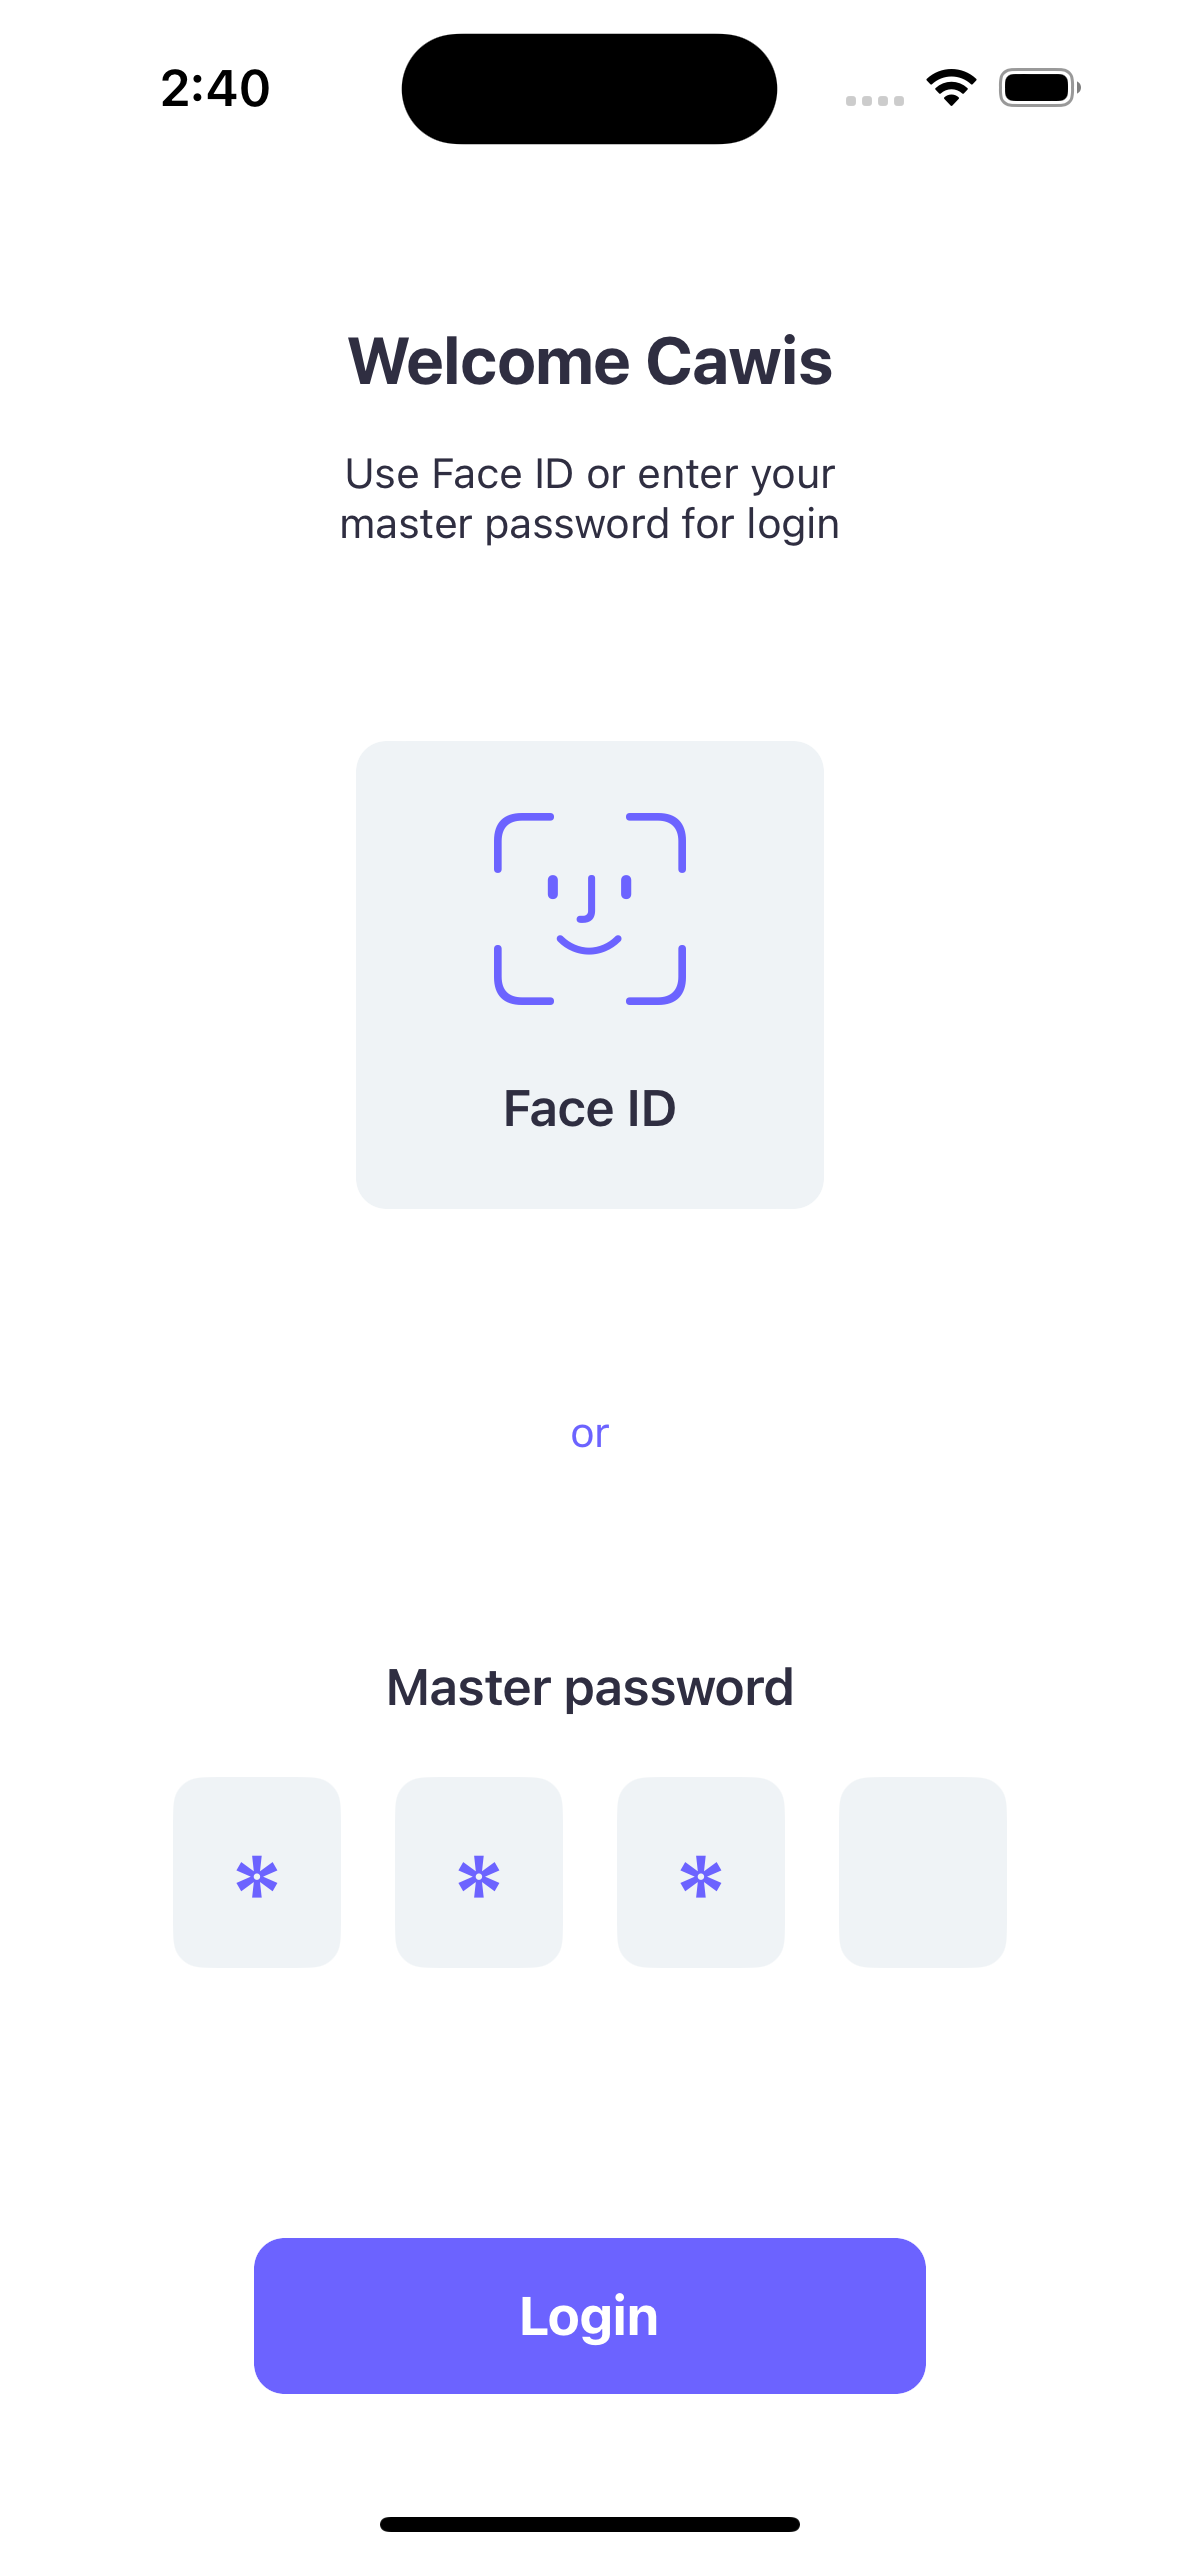 2:40
Welcome Cawis
Use Face ID or enter your
master password for login
Face ID
or
Master password
* * *
Login